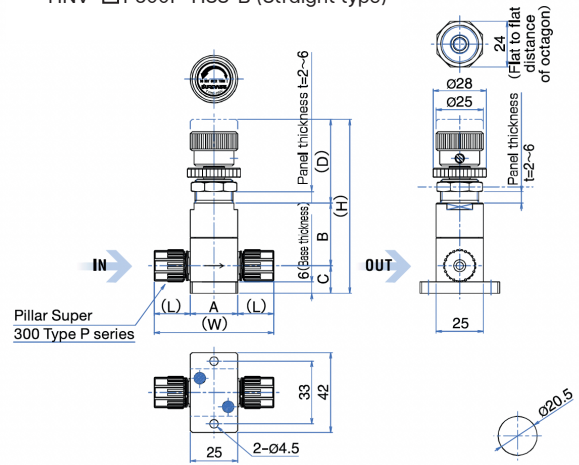 24
(Flat to flat
distance
of octagon)
Ø28
Ø25
Panel thickness t=2~6
Panel thickness
t=2~6
(D)
(H)
B
6(Base thickness)
C
IN
OUT
(L)
A
(L)
(W)
25
Pillar Super
300 Type P series
33
42
25
2-Ø4.5
Ø20.5